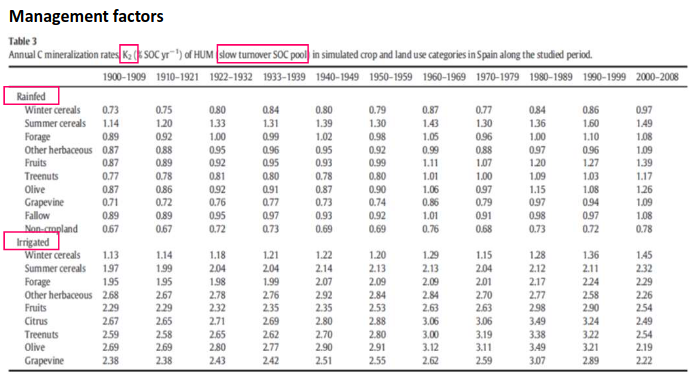 Management factors
Table 3
Annual C mineralization rates K2 (% SOC yr−1) of HUM (slow turnover SOC pool) in simulated crop and land use categories in Spain along the studied period.
1900-1909 1910-1921 1922-1932 1933-1939 1940-1949 1950-1959 1960-1969 1970-1979 1980-1989 1990-1999 2000-2008
Rainfed
Winter cereals 0.73 0.75 0.80 0.84 0.80 0.79 0.87 0.77 0.84 0.86 0.97
Summer cereals 1.14 1.20 1.33 1.31 1.39 1.30 1.43 1.30 1.36 1.60 1.49
Forage 0.89 0.92 1.00 0.99 1.02 0.98 1.05 0.96 1.00 1.10 1.08
Other herbaceous 0.87 0.88 0.95 0.96 0.95 0.92 0.99 0.88 0.97 0.96 1.09
Fruits 0.87 0.89 0.92 0.95 0.93 0.99 1.11 1.07 1.20 1.27 1.39
Treenuts 0.77 0.78 0.81 0.80 0.78 0.80 1.01 1.00 1.09 1.03 1.17
Olive 0.87 0.86 0.92 0.91 0.87 0.90 1.06 0.97 1.15 1.08 1.26
Grapevine 0.71 0.72 0.76 0.77 0.73 0.74 0.86 0.79 0.97 0.94 1.09
Fallow 0.89 0.89 0.95 0.97 0.93 0.92 1.01 0.91 0.98 0.97 1.08
Non-cropland 0.67 0.67 0.72 0.73 0.69 0.69 0.76 0.68 0.73 0.72 0.78
Irrigated
Winter cereals 1.13 1.14 1.18 1.21 1.22 1.20 1.29 1.15 1.28 1.36 1.45
Summer cereals 1.97 1.99 2.04 2.04 2.14 2.13 2.13 2.04 2.12 2.11 2.32
Forage 1.95 1.95 1.98 1.99 2.07 2.09 2.09 2.01 2.17 2.24 2.29
Other herbaceous 2.68 2.67 2.78 2.76 2.92 2.84 2.84 2.70 2.77 2.58 2.26
Fruits 2.29 2.29 2.32 2.35 2.35 2.53 2.63 2.63 2.98 2.90 2.54
Citrus 2.67 2.65 2.71 2.69 2.80 2.88 3.06 3.06 3.49 3.24 2.49
Treenuts 2.59 2.58 2.65 2.62 2.70 2.80 3.00 3.19 3.38 3.22 2.54
Olive 2.69 2.69 2.80 2.77 2.90 2.91 3.12 3.11 3.49 3.21 2.19
Grapevine 2.38 2.38 2.43 2.42 2.51 2.55 2.62 2.59 3.07 2.89 2.22